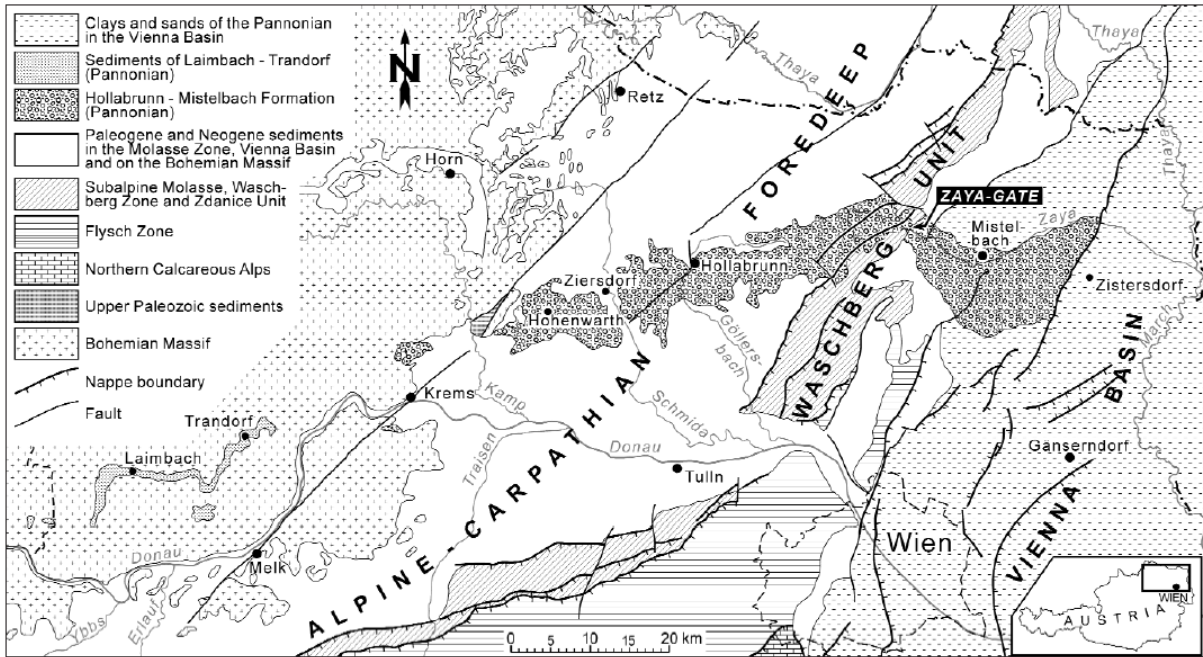 Clays and sands of the Pannonian
in the Vienna Basin
Sediments of Laimbach - Trandorf
(Pannonian)
Hollabrunn - Mistelbach Formation
(Pannonian)
Paleogene and Neogene sediments
in the Molasse Zone, Vienna Basin
and on the Bohemian Massif
Subalpine Molasse, Wasch-
berg Zone and Zdanice Unit
Flysch Zone
Northern Calcareous Alps
Upper Paleozoic sediments
Bohemian Massif
Nappe boundary
Fault
N
Thaya
Thaya
Thaya
Retz
Horn
ALPINE - CARPATHIAN FOREDEEP
WASCHBERG UNIT
ZAYA-GATE
Zaya
Mistel-
bach
Zistersdorf
Hollabrunn
Ziersdorf
Hohenwarth
Göllers-
bach
March
VIENNA BASIN
Krems
Kamp
Schmidas
Trandorf
Laimbach
Traisen
Donau
Tulln
Gänserndorf
Wien
Donau
Melk
Ybbs
Erlauf
0 5 10 20 km
WIEN
AUSTRIA